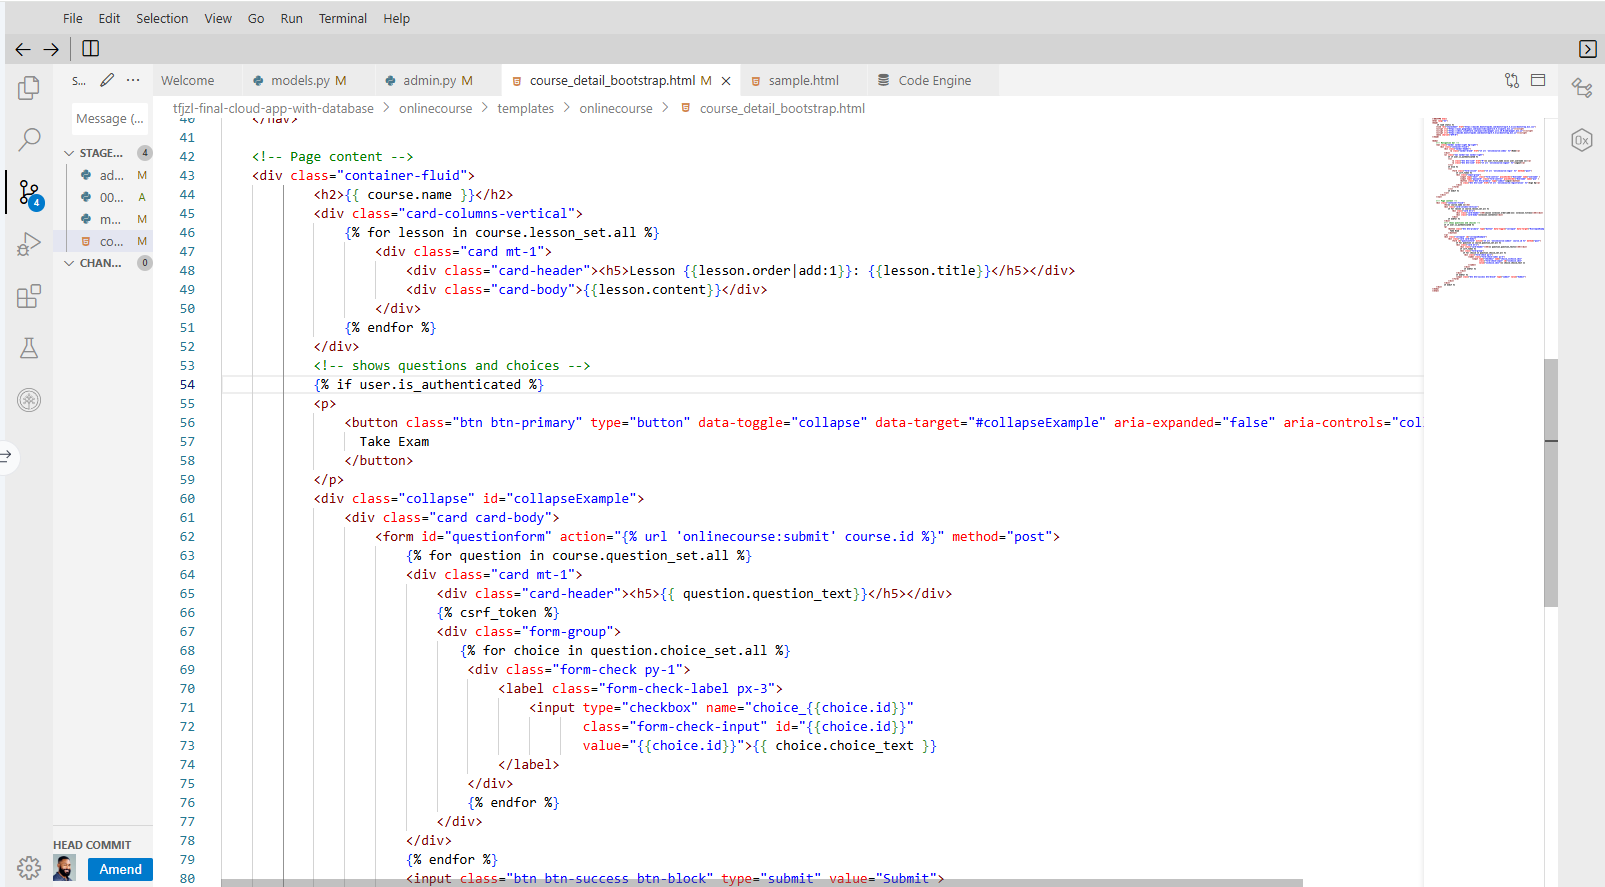 File Edit Selection View Go Run Terminal Help
S... Welcome models.py M admin.py M course_detail_bootstrap.html M sample.html Code Engine
tfjzl-final-cloud-app-with-database > onlinecourse > templates > onlinecourse > course_detail_bootstrap.html
Message (...
STAGE... 4
ad... M
00... A
m... M
co... M
CHAN... 0
4
0x
40 </nav>
41
42 <!-- Page content -->
43 <div class="container-fluid">
44 <h2>{{ course.name }}</h2>
45 <div class="card-columns-vertical">
46 {% for lesson in course.lesson_set.all %}
47 <div class="card mt-1">
48 <div class="card-header"><h5>Lesson {{lesson.order|add:1}}: {{lesson.title}}</h5></div>
49 <div class="card-body">{{lesson.content}}</div>
50 </div>
51 {% endfor %}
52 </div>
53 <!-- shows questions and choices -->
54 {% if user.is_authenticated %}
55 <p>
56 <button class="btn btn-primary" type="button" data-toggle="collapse" data-target="#collapseExample" aria-expanded="false" aria-controls="col
57 Take Exam
58 </button>
59 </p>
60 <div class="collapse" id="collapseExample">
61 <div class="card card-body">
62 <form id="questionform" action="{% url 'onlinecourse:submit' course.id %}" method="post">
63 {% for question in course.question_set.all %}
64 <div class="card mt-1">
65 <div class="card-header"><h5>{{ question.question_text}}</h5></div>
66 {% csrf_token %}
67 <div class="form-group">
68 {% for choice in question.choice_set.all %}
69 <div class="form-check py-1">
70 <label class="form-check-label px-3">
71 <input type="checkbox" name="choice_{{choice.id}}"
72 class="form-check-input" id="{{choice.id}}"
73 value="{{choice.id}}">{{ choice.choice_text }}
74 </label>
75 </div>
76 {% endfor %}
77 </div>
78 </div>
79 {% endfor %}
80 <input class="btn btn-success btn-block" type="submit" value="Submit">
HEAD COMMIT
Amend